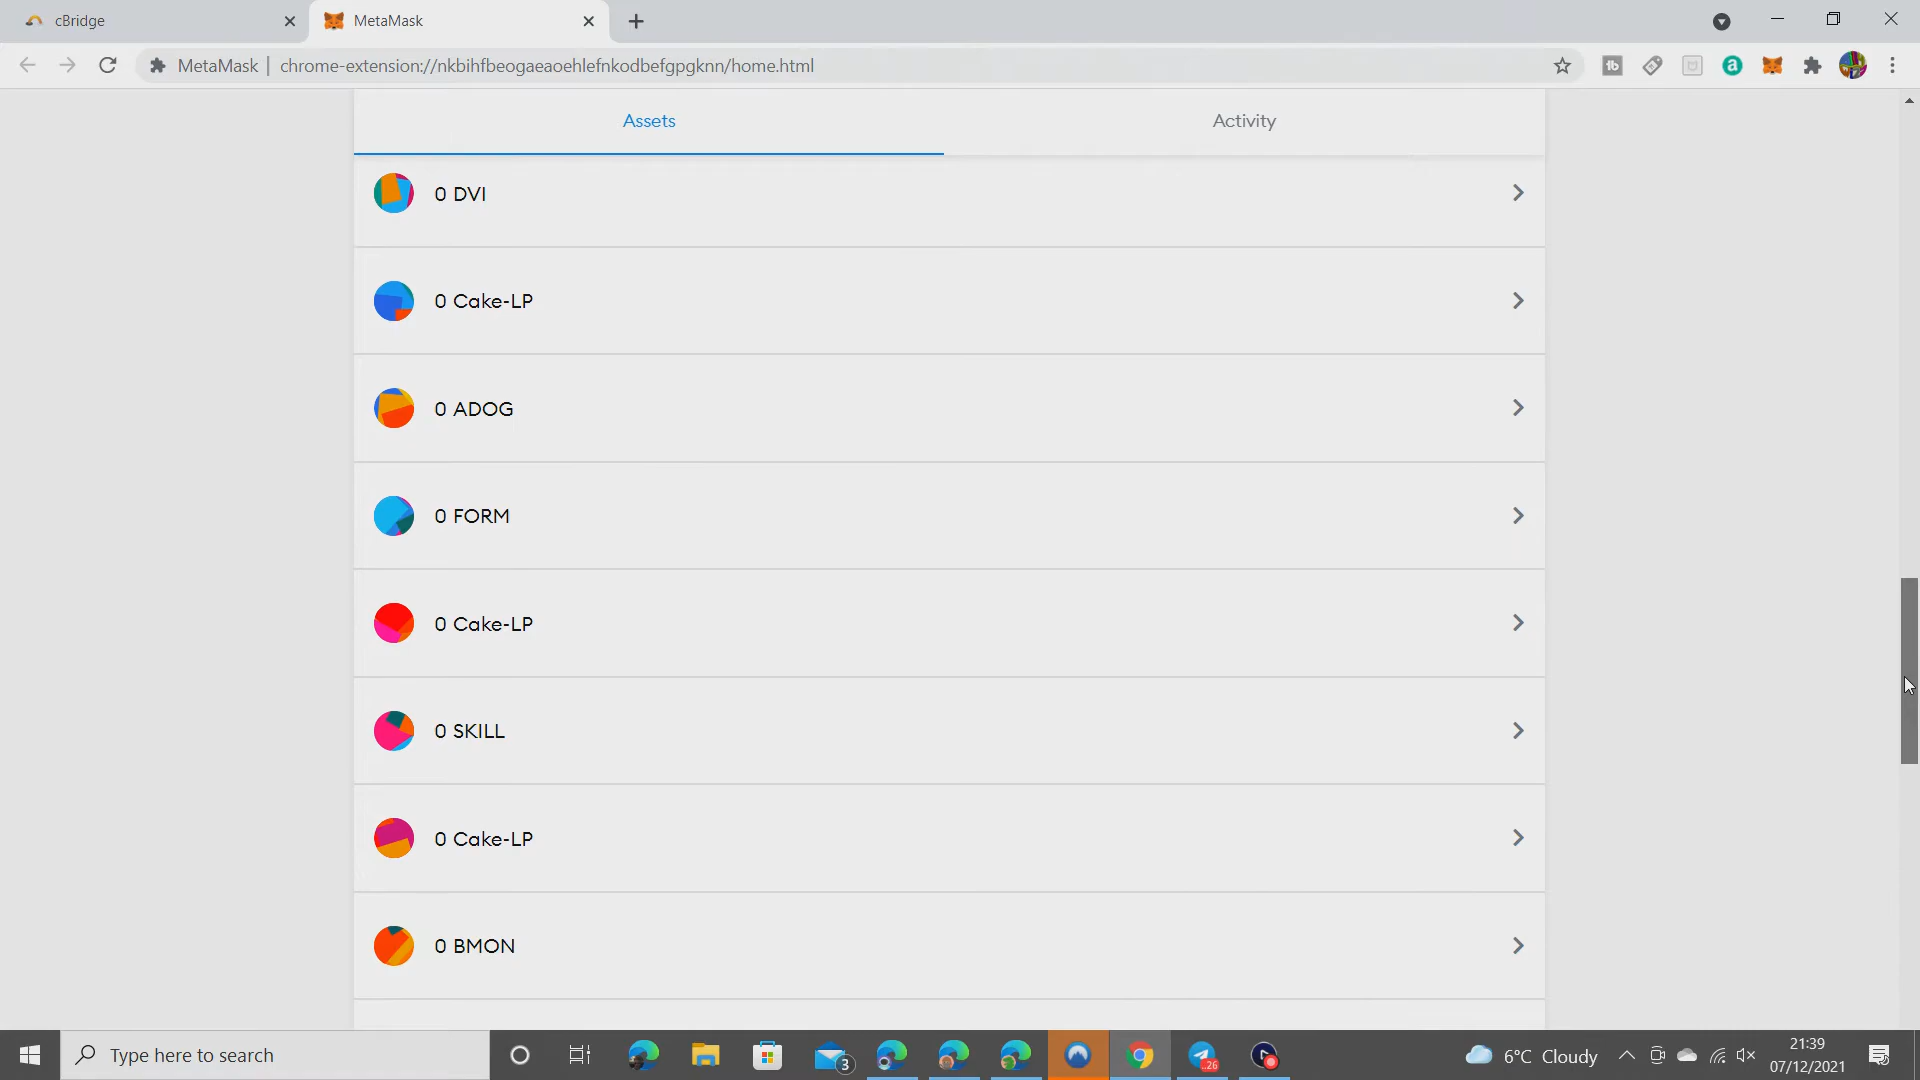 cBridge
MetaMask
MetaMask | chrome-extension://nkbihfbeogaeaoehlefnkodbefgpgknn/home.html
Assets
Activity
0 DVI
0 Cake-LP
0 ADOG
0 FORM
0 Cake-LP
0 SKILL
0 Cake-LP
0 BMON
Type here to search
3
26
6°C Cloudy
21:39
07/12/2021